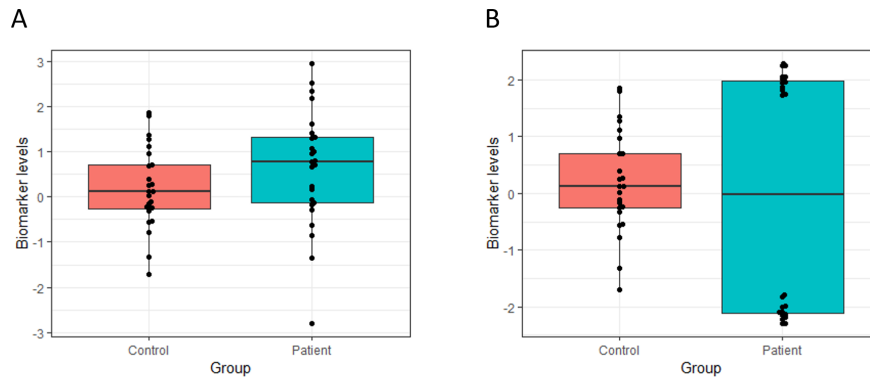 A
Biomarker levels
3
2
1
0
-1
-2
-3
Control
Patient
Group
B
Biomarker levels
2
1
0
-1
-2
Control
Patient
Group